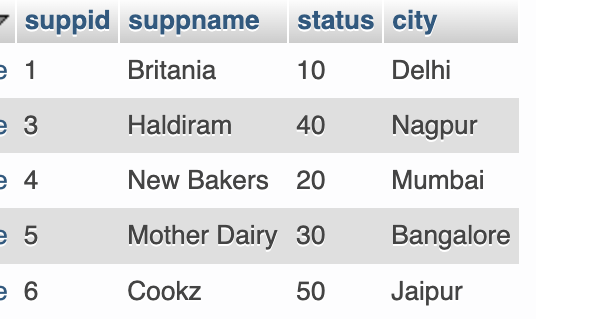 suppid suppname status city
e 1 Britania 10 Delhi
e 3 Haldiram 40 Nagpur
e 4 New Bakers 20 Mumbai
e 5 Mother Dairy 30 Bangalore
e 6 Cookz 50 Jaipur